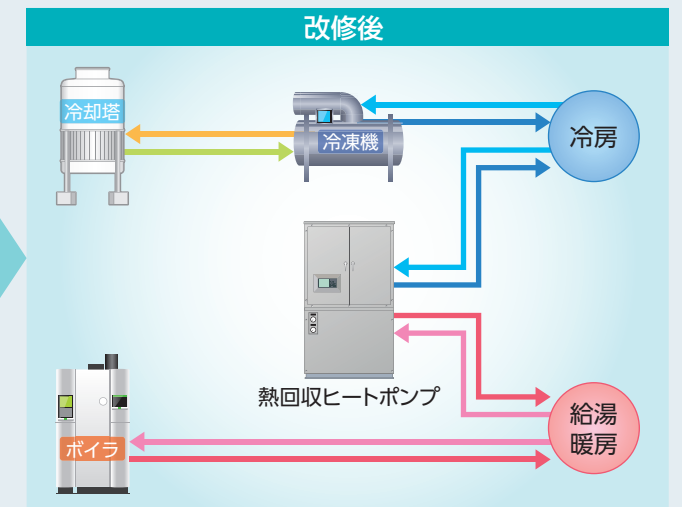 改修後
冷却塔
冷凍機
冷房
熱回収ヒートポンプ
給湯
暖房
ボイラ